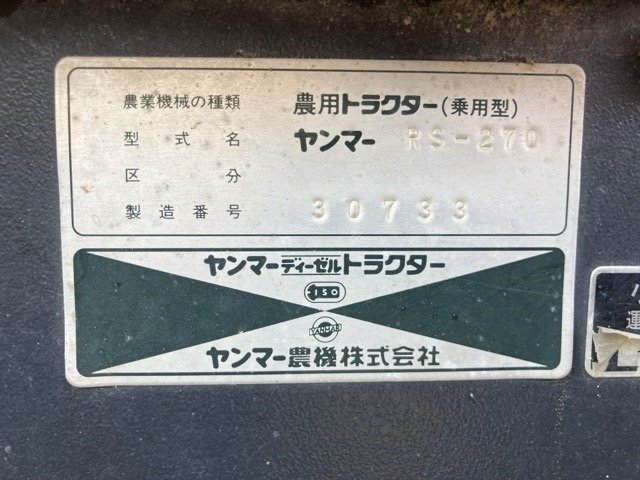 農業機械の種類 農用トラクター(乗用型)
型式名 ヤンマー RS-270
区分
製造番号 30733
ヤンマーディーゼルトラクター
ISO
YANMAR
ヤンマー農機株式会社
運